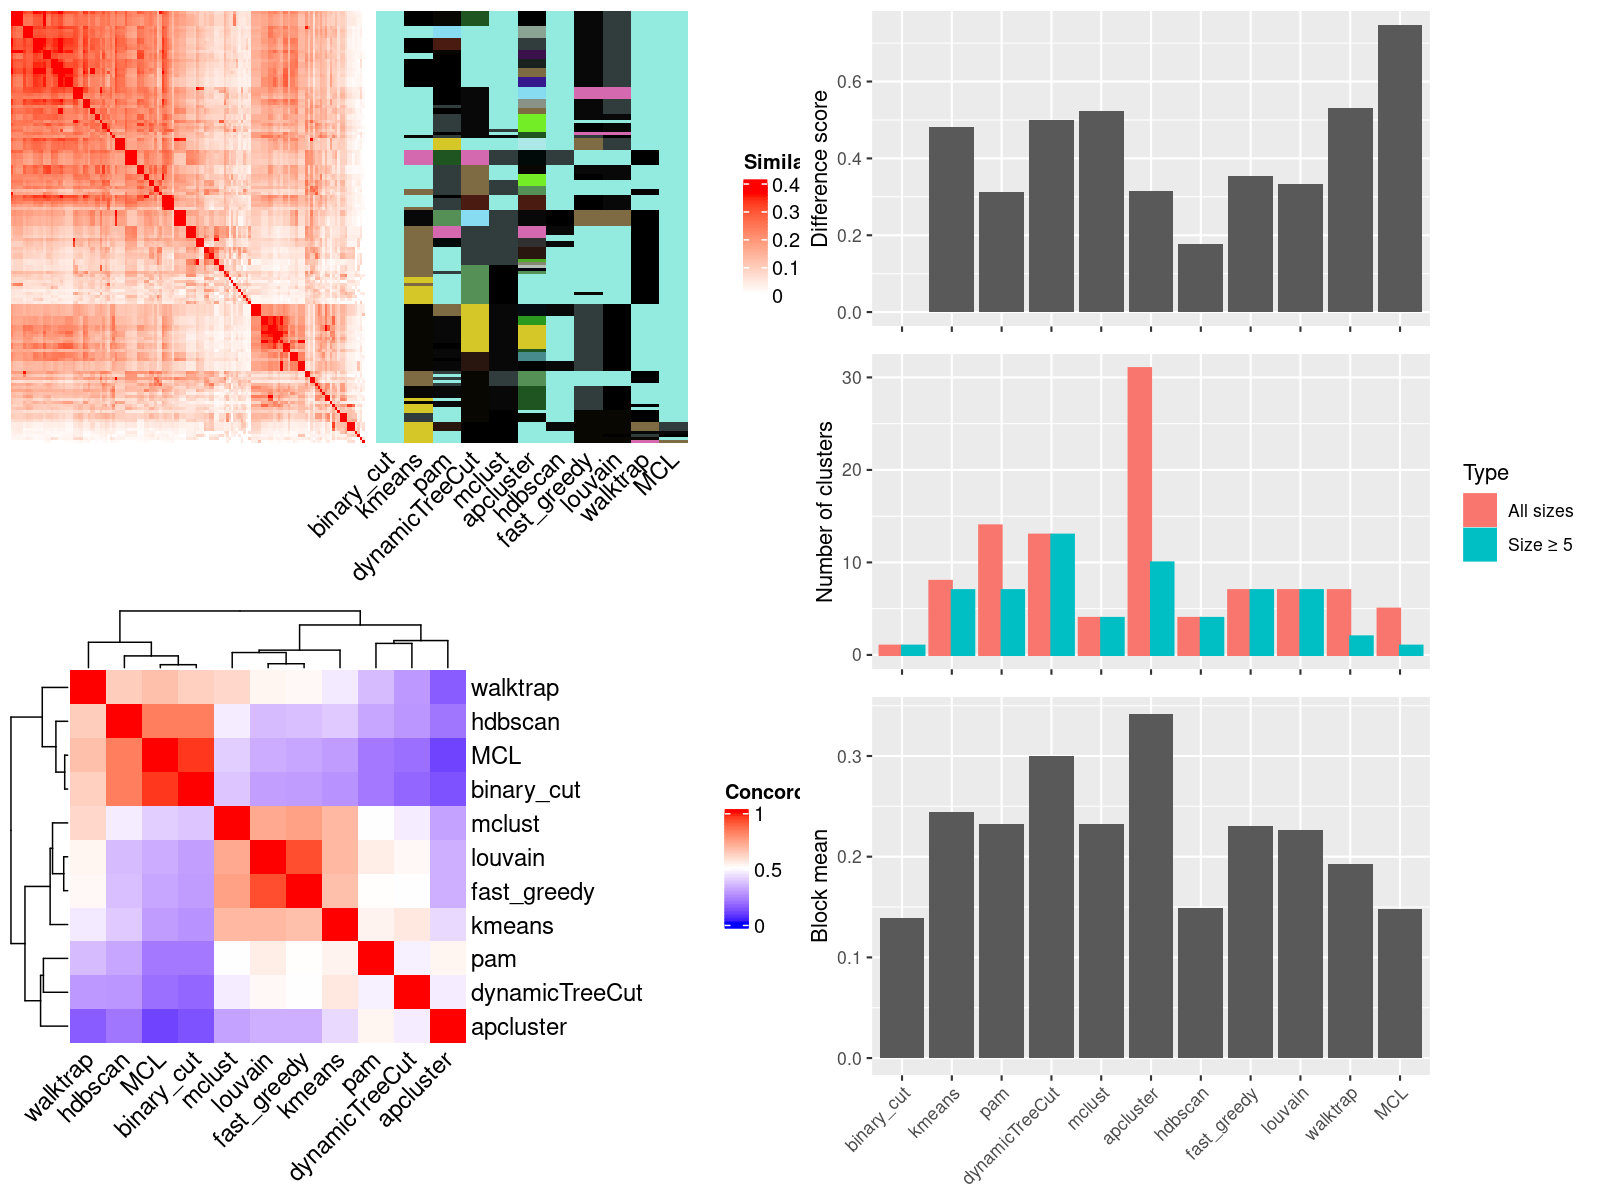 Simila
0.4
0.3
0.2
0.1
0
binary_cut
kmeans
pam
dynamicTreeCut
mclust
apcluster
hdbscan
fast_greedy
louvain
walktrap
MCL
walktrap
hdbscan
MCL
binary_cut
mclust
louvain
fast_greedy
kmeans
pam
dynamicTreeCut
apcluster
walktrap
hdbscan
MCL
binary_cut
mclust
louvain
fast_greedy
kmeans
pam
dynamicTreeCut
apcluster
Concord
1
0.5
0
Difference score
0.6
0.4
0.2
0.0
Number of clusters
30
20
10
0
Type
All sizes
Size ≥ 5
Block mean
0.3
0.2
0.1
0.0
binary_cut
kmeans
pam
dynamicTreeCut
mclust
apcluster
hdbscan
fast_greedy
louvain
walktrap
MCL